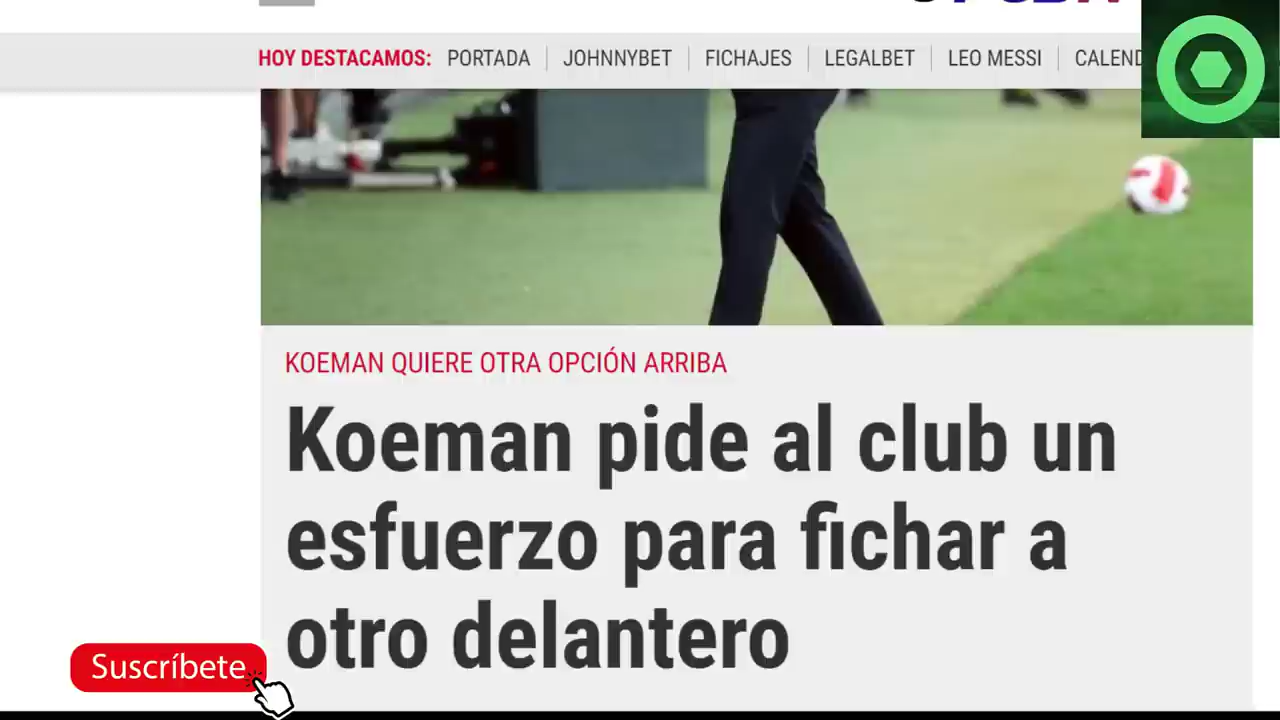 HOY DESTACAMOS: PORTADA JOHNNYBET FICHAJES LEGALBET LEO MESSI
KOEMAN QUIERE OTRA OPCIÓN ARRIBA
Koeman pide al club un
esfuerzo para fichar a
otro delantero
Suscríbete